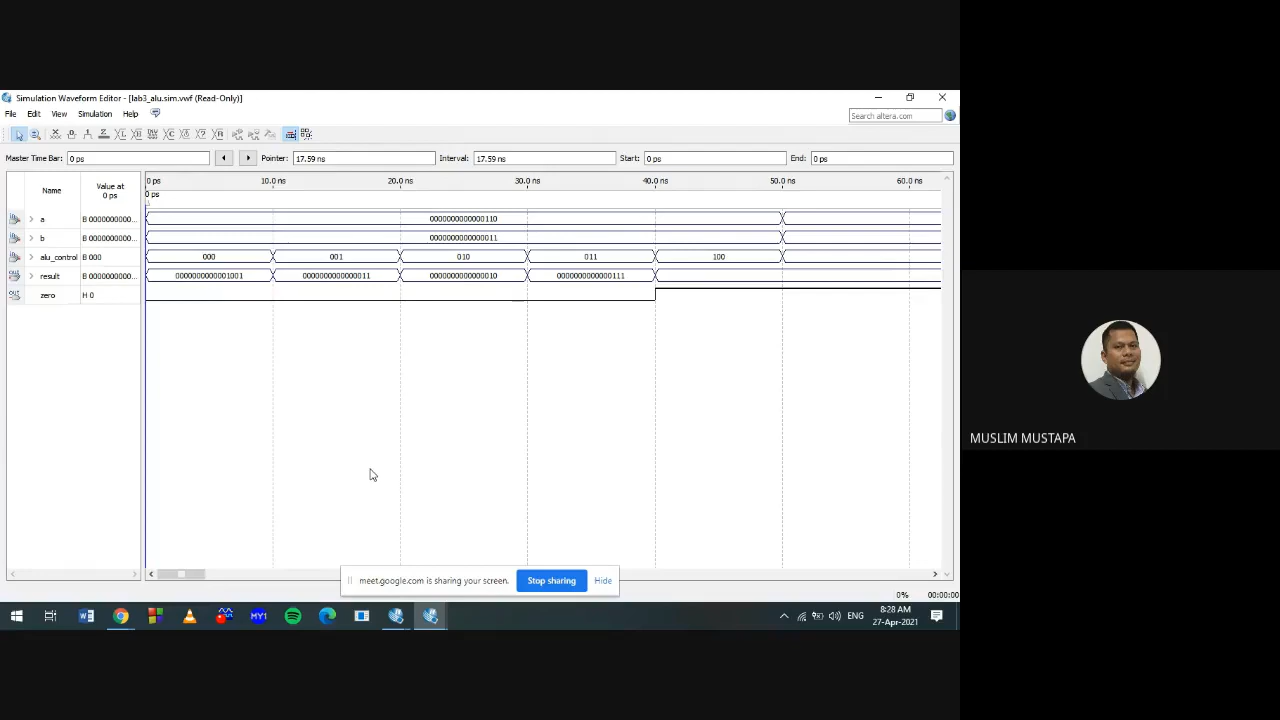 Simulation Waveform Editor - [lab3_alu.sim.vwf (Read-Only)]
File Edit View Simulation Help
Search altera.com
Master Time Bar: 0 ps Pointer: 17.59 ns Interval: 17.59 ns Start: 0 ps End: 0 ps
Name Value at 0 ps
0 ps 10.0 ns 20.0 ns 30.0 ns 40.0 ns 50.0 ns 60.0 ns
0 ps
a B 0000000000... 0000000000000110
b B 0000000000... 0000000000000011
alu_control B 000 000 001 010 011 100
result B 0000000000... 0000000000001001 0000000000000011 0000000000000010 0000000000000111
zero H 0
meet.google.com is sharing your screen. Stop sharing Hide
0% 00:00:00
MY1
ENG
8:28 AM
27-Apr-2021
MUSLIM MUSTAPA